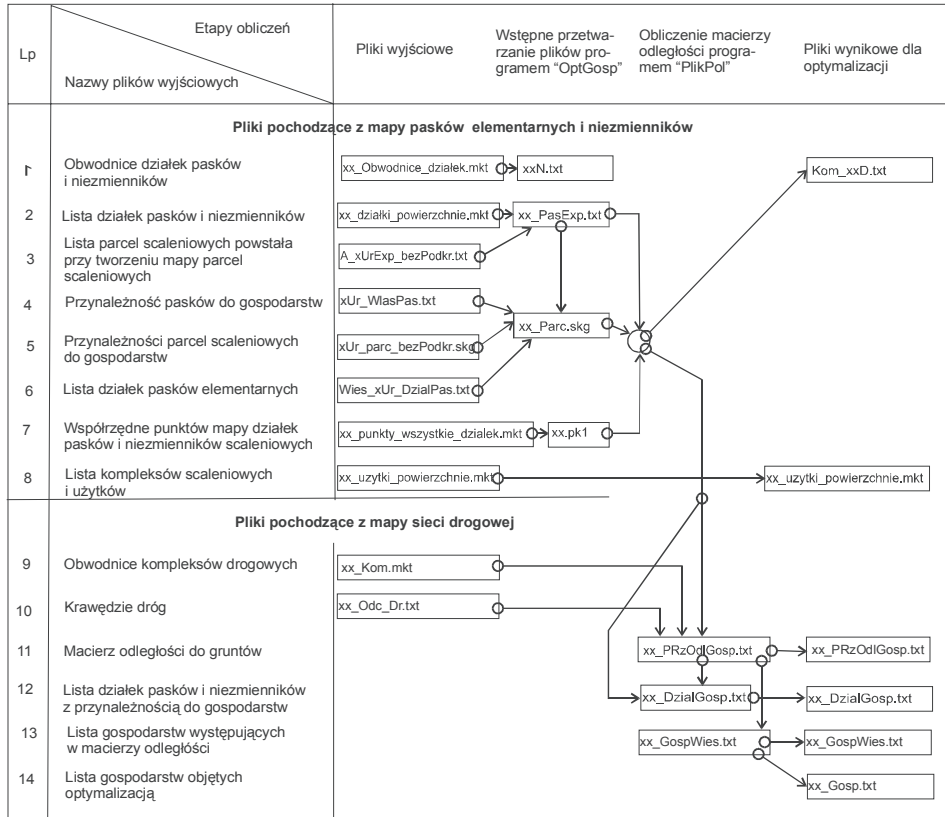 Lp
Etapy obliczeń
Nazwy plików wyjściowych
Pliki wyjściowe
Wstępne przetwa-
rzanie plików pro-
gramem “OptGosp”
Obliczenie macierzy
odległości progra-
mem “PlikPol”
Pliki wynikowe dla
optymalizacji
Pliki pochodzące z mapy pasków elementarnych i niezmienników
1
Obwodnice działek pasków
i niezmienników
xx_Obwodnice_działek.mkt
xxN.txt
Kom_xxD.txt
2
Lista działek pasków i niezmienników
xx_działki_powierzchnie.mkt
xx_PasExp.txt
3
Lista parcel scaleniowych powstała
przy tworzeniu mapy parcel
scaleniowych
A_xUrExp_bezPodkr.txt
4
Przynależność pasków do gospodarstw
xUr_WlasPas.txt
xx_Parc.skg
5
Przynależności parcel scaleniowych
do gospodarstw
xUr_parc_bezPodkr.skg
6
Lista działek pasków elementarnych
Wies_xUr_DzialPas.txt
7
Współrzędne punktów mapy działek
pasków i niezmienników scaleniowych
xx_punkty_wszystkie_dzialek.mkt
xx.pk1
8
Lista kompleksów scaleniowych
i użytków
xx_uzytki_powierzchnie.mkt
xx_uzytki_powierzchnie.mkt
Pliki pochodzące z mapy sieci drogowej
9
Obwodnice kompleksów drogowych
xx_Kom.mkt
10
Krawędzie dróg
xx_Odc_Dr.txt
11
Macierz odległości do gruntów
xx_PRzOdlGosp.txt
xx_PRzOdlGosp.txt
12
Lista działek pasków i niezmienników
z przynależnością do gospodarstw
xx_DzialGosp.txt
xx_DzialGosp.txt
13
Lista gospodarstw występujących
w macierzy odległóści
xx_GospWies.txt
xx_GospWies.txt
14
Lista gospodarstw objętych
optymalizacją
xx_Gosp.txt